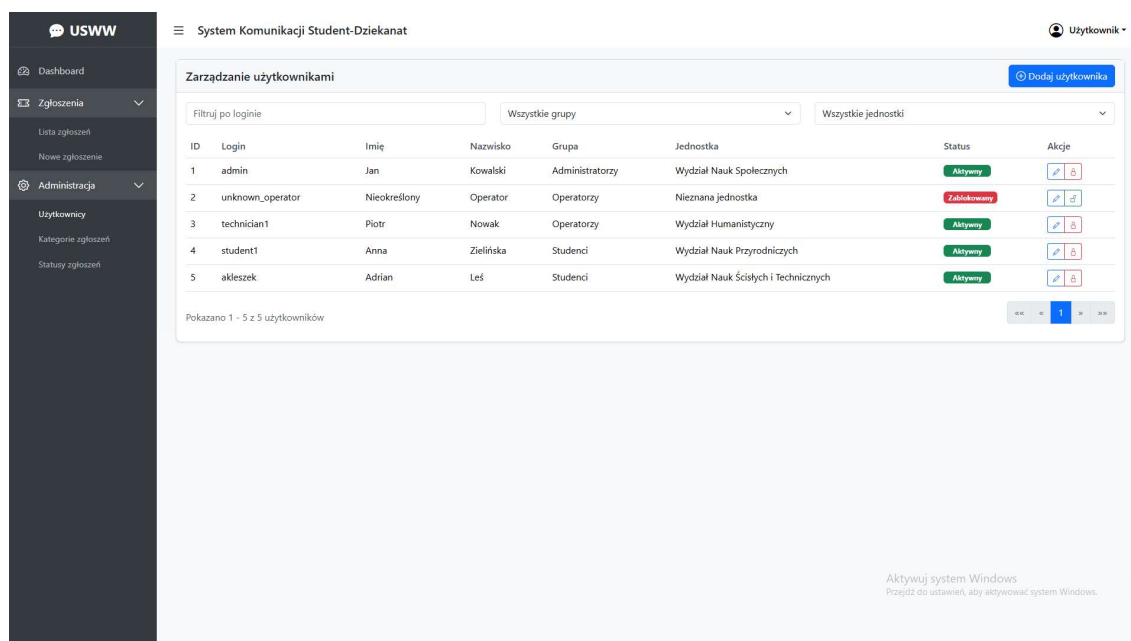 USWW
System Komunikacji Student-Dziekanat
Użytkownik
Dashboard
Zgłoszenia
Lista zgłoszeń
Nowe zgłoszenie
Administracja
Użytkownicy
Kategorie zgłoszeń
Statusy zgłoszeń
Zarządzanie użytkownikami
Dodaj użytkownika
Filtruj po loginie Wszystkie grupy Wszystkie jednostki
ID Login Imię Nazwisko Grupa Jednostka Status Akcje
1 admin Jan Kowalski Administratorzy Wydział Nauk Społecznych Aktywny
2 unknown_operator Nieokreślony Operator Operatorzy Nieznana jednostka Zablokowany
3 technician1 Piotr Nowak Operatorzy Wydział Humanistyczny Aktywny
4 student1 Anna Zielińska Studenci Wydział Nauk Przyrodniczych Aktywny
5 akleszek Adrian Leś Studenci Wydział Nauk Ścisłych i Technicznych Aktywny
Pokazano 1 - 5 z 5 użytkowników
«« « 1 » »»
Aktywuj system Windows
Przejdź do ustawień, aby aktywować system Windows.